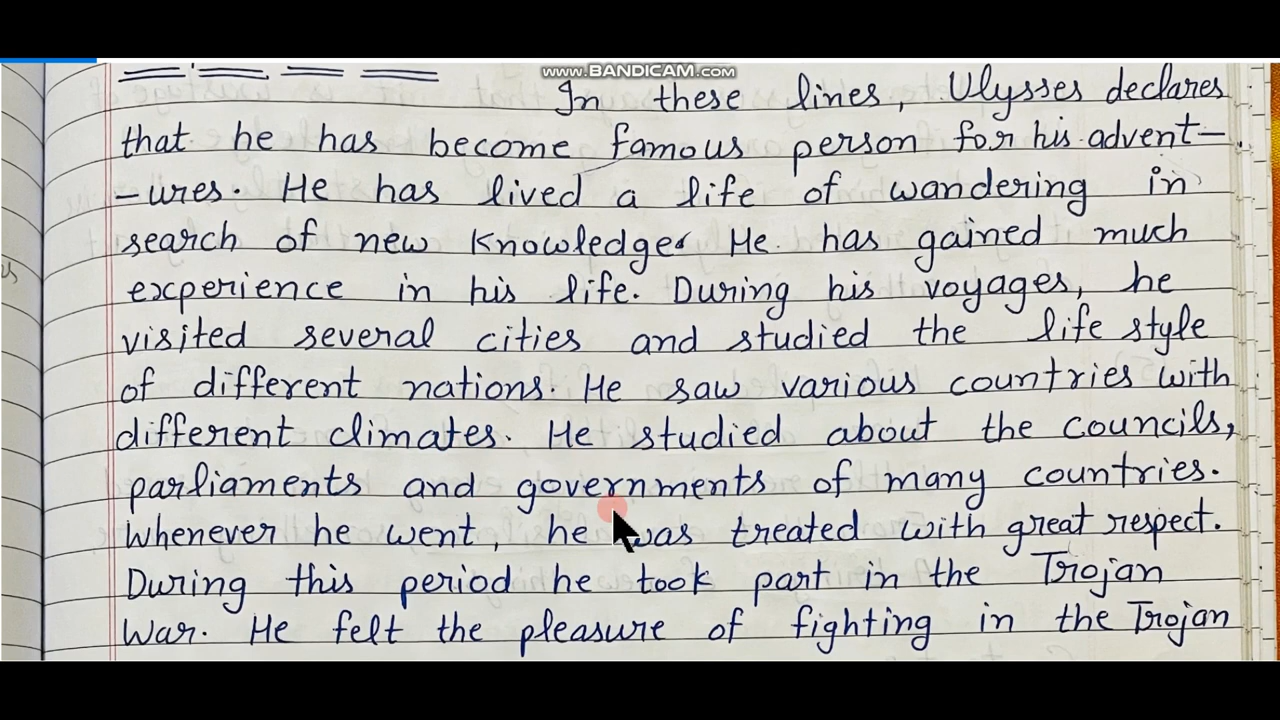 www.BANDICAM.com
In these lines, Ulysses declares
that he has become famous person for his advent-
-ures. He has lived a life of wandering in
search of new knowledge. He has gained much
experience in his life. During his voyages, he
visited several cities and studied the life style
of different nations. He saw various countries with
different climates. He studied about the councils,
parliaments and governments of many countries.
Whenever he went, he was treated with great respect.
During this period he took part in the Trojan
War. He felt the pleasure of fighting in the Trojan